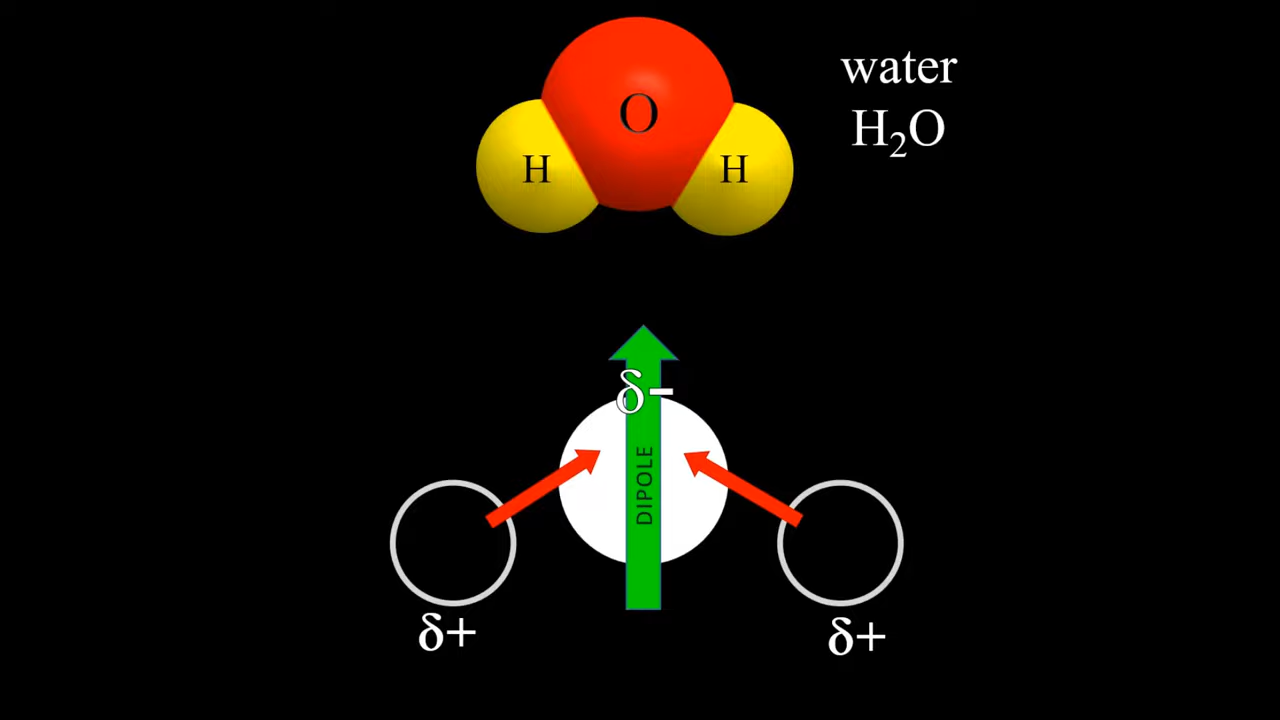 water
H₂O
O
H H
δ−
DIPOLE
δ+ δ+